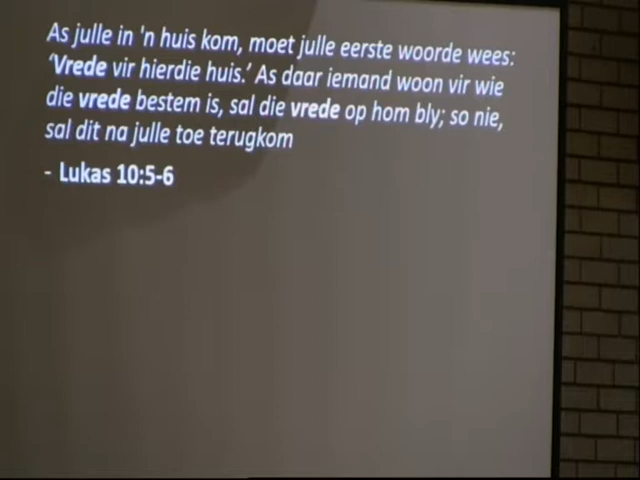 As julle in 'n huis kom, moet julle eerste woorde wees:
‘Vrede vir hierdie huis.’ As daar iemand woon vir wie
die vrede bestem is, sal die vrede op hom bly; so nie,
sal dit na julle toe terugkom
- Lukas 10:5-6